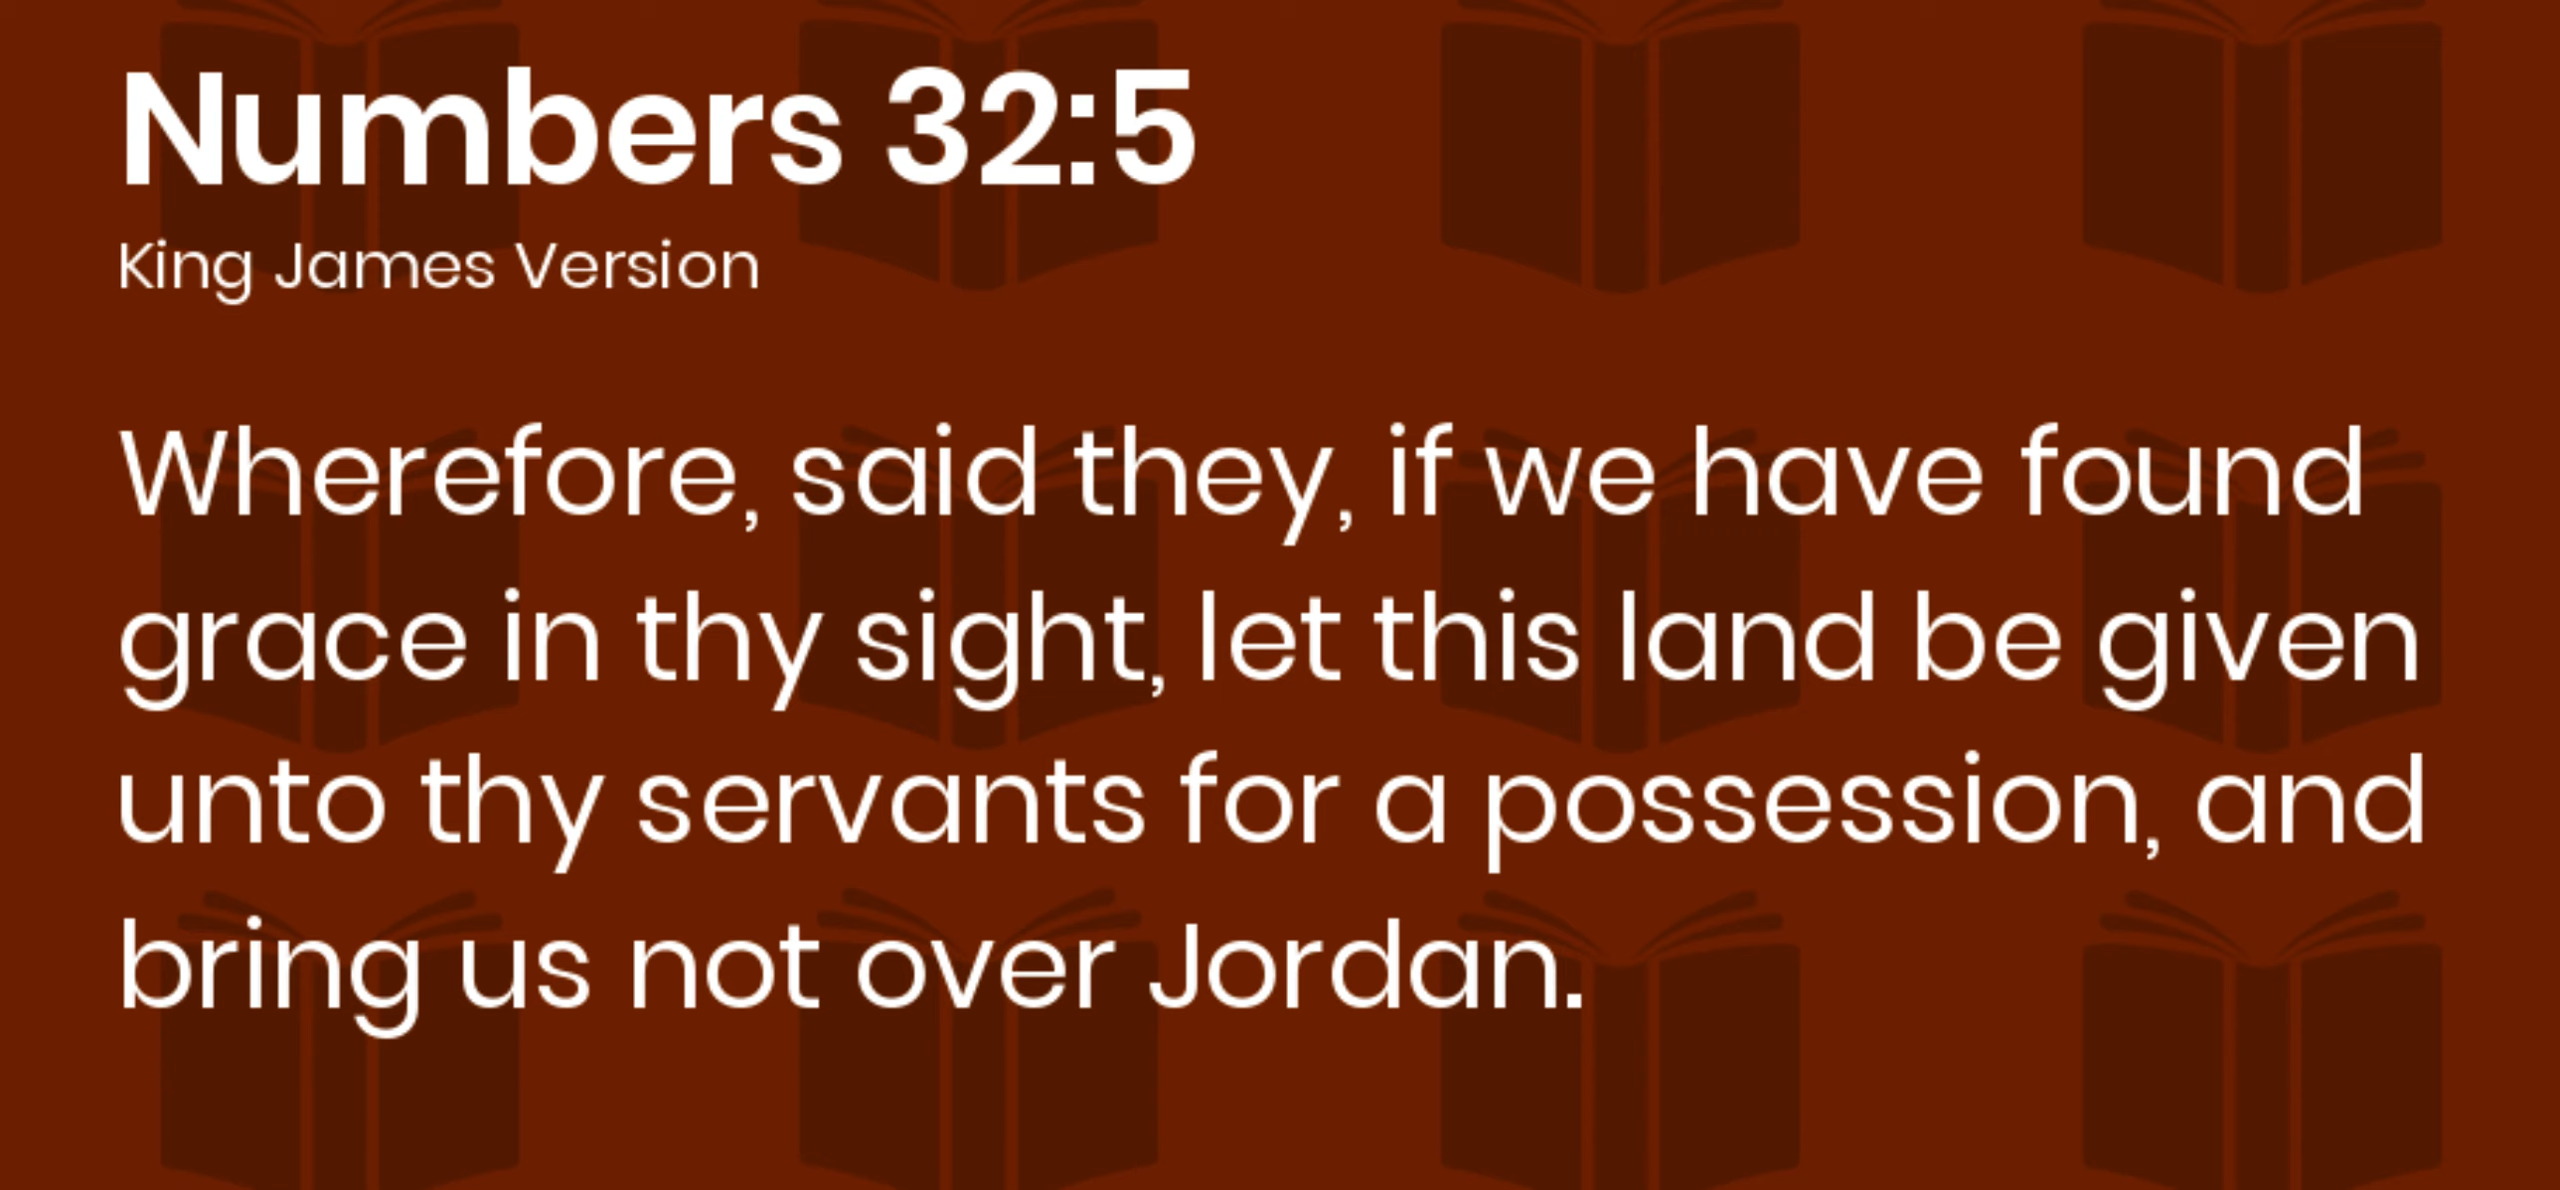 Numbers 32:5
King James Version
Wherefore, said they, if we have found
grace in thy sight, let this land be given
unto thy servants for a possession, and
bring us not over Jordan.